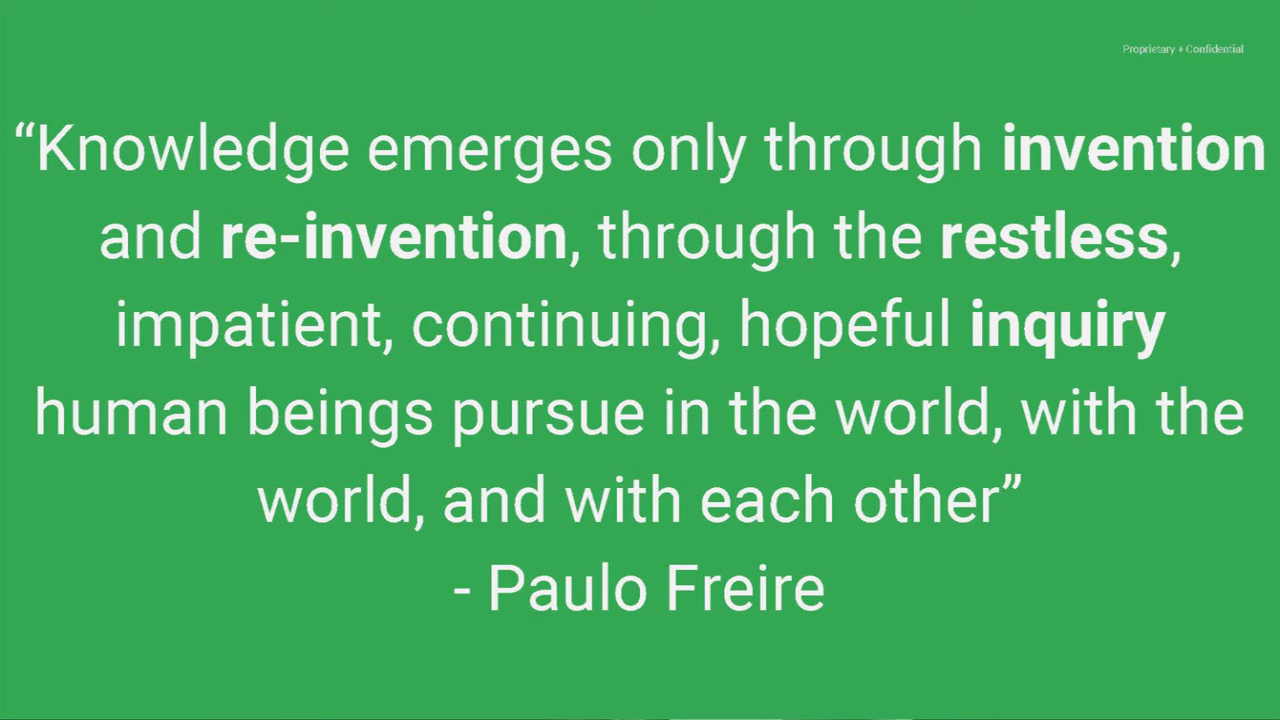 Proprietary + Confidential
“Knowledge emerges only through invention
and re-invention, through the restless,
impatient, continuing, hopeful inquiry
human beings pursue in the world, with the
world, and with each other”
- Paulo Freire